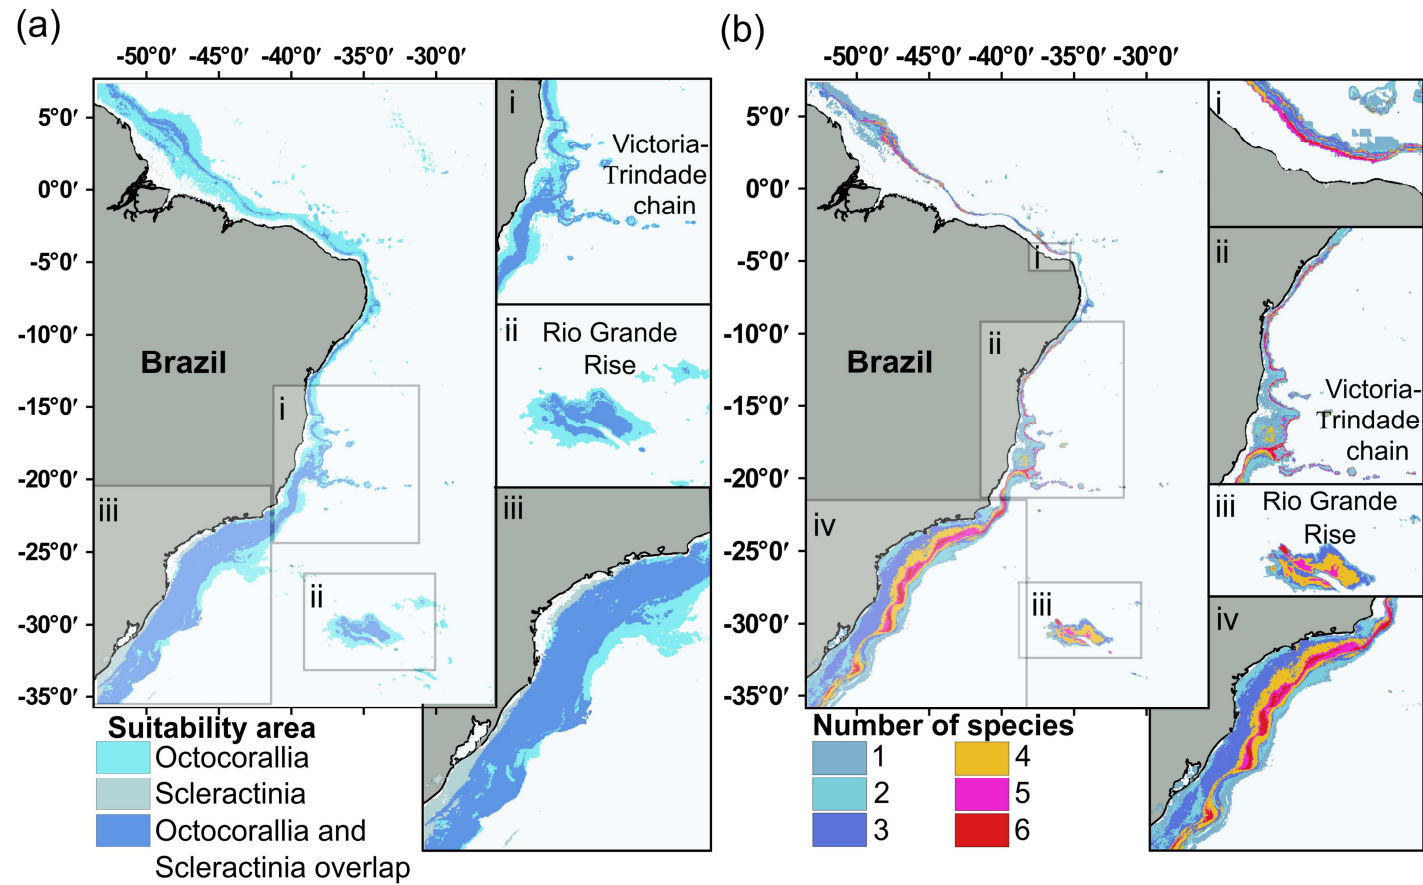 (a)
-50°0′ -45°0′ -40°0′ -35°0′ -30°0′
5°0′
0°0′
-5°0′
-10°0′
-15°0′
-20°0′
-25°0′
-30°0′
-35°0′
Brazil
i
ii
iii
i
Victoria-
Trindade
chain
ii
Rio Grande
Rise
iii
Suitability area
Octocorallia
Scleractinia
Octocorallia and
Scleractinia overlap
(b)
-50°0′ -45°0′ -40°0′ -35°0′ -30°0′
5°0′
0°0′
-5°0′
-10°0′
-15°0′
-20°0′
-25°0′
-30°0′
-35°0′
Brazil
i
ii
iii
iv
i
ii
Victoria-
Trindade
chain
iii
Rio Grande
Rise
iv
Number of species
1
2
3
4
5
6